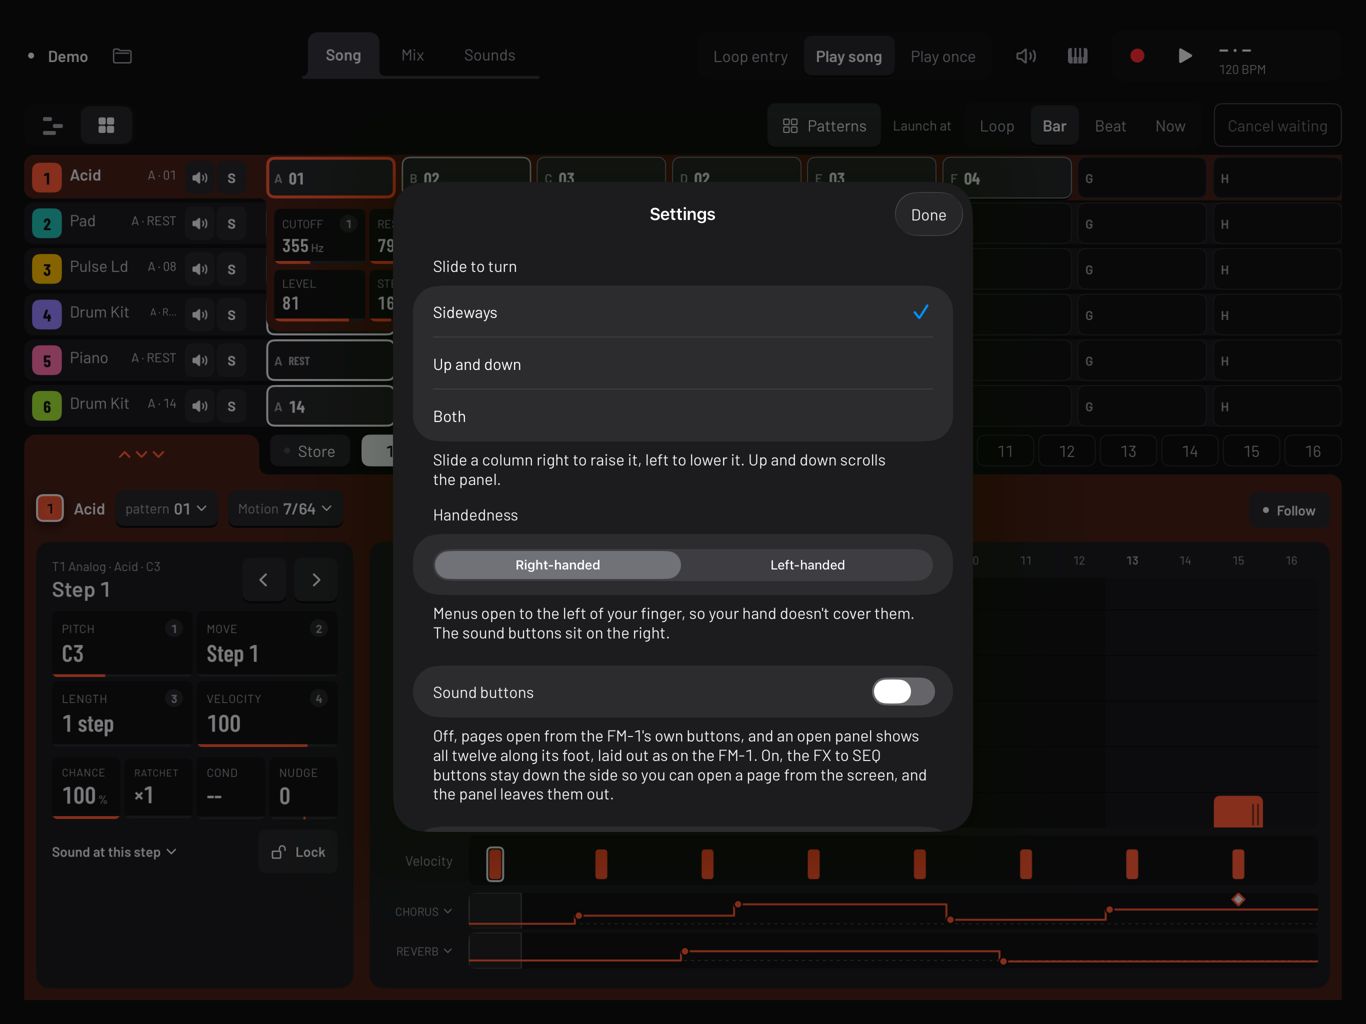 Demo
Song Mix Sounds
Loop entry Play song Play once
120 BPM
Patterns Launch at Loop Bar Beat Now Cancel waiting
1 Acid A·01 S A 01 B 02 C 03 D 02 E 03 F 04 G H
2 Pad A·REST S G H
3 Pulse Ld A·08 S G H
4 Drum Kit A·R... S G H
5 Piano A·REST S A REST G H
6 Drum Kit A·14 S A 14 G H
CUTOFF 1
355 Hz 79
LEVEL
81 16
Settings Done
Slide to turn
Sideways
Up and down
Both
Slide a column right to raise it, left to lower it. Up and down scrolls
the panel.
Handedness
Right-handed Left-handed
Menus open to the left of your finger, so your hand doesn't cover them.
The sound buttons sit on the right.
Sound buttons
Off, pages open from the FM-1's own buttons, and an open panel shows
all twelve along its foot, laid out as on the FM-1. On, the FX to SEQ
buttons stay down the side so you can open a page from the screen, and
the panel leaves them out.
Store 1 11 12 13 14 15 16
1 Acid pattern 01 Motion 7/64 Follow
T1 Analog · Acid · C3
Step 1
PITCH 1 MOVE 2
C3 Step 1
LENGTH 3 VELOCITY 4
1 step 100
CHANCE RATCHET COND NUDGE
100% ×1 -- 0
Sound at this step Lock
11 12 13 14 15 16
Velocity
CHORUS
REVERB